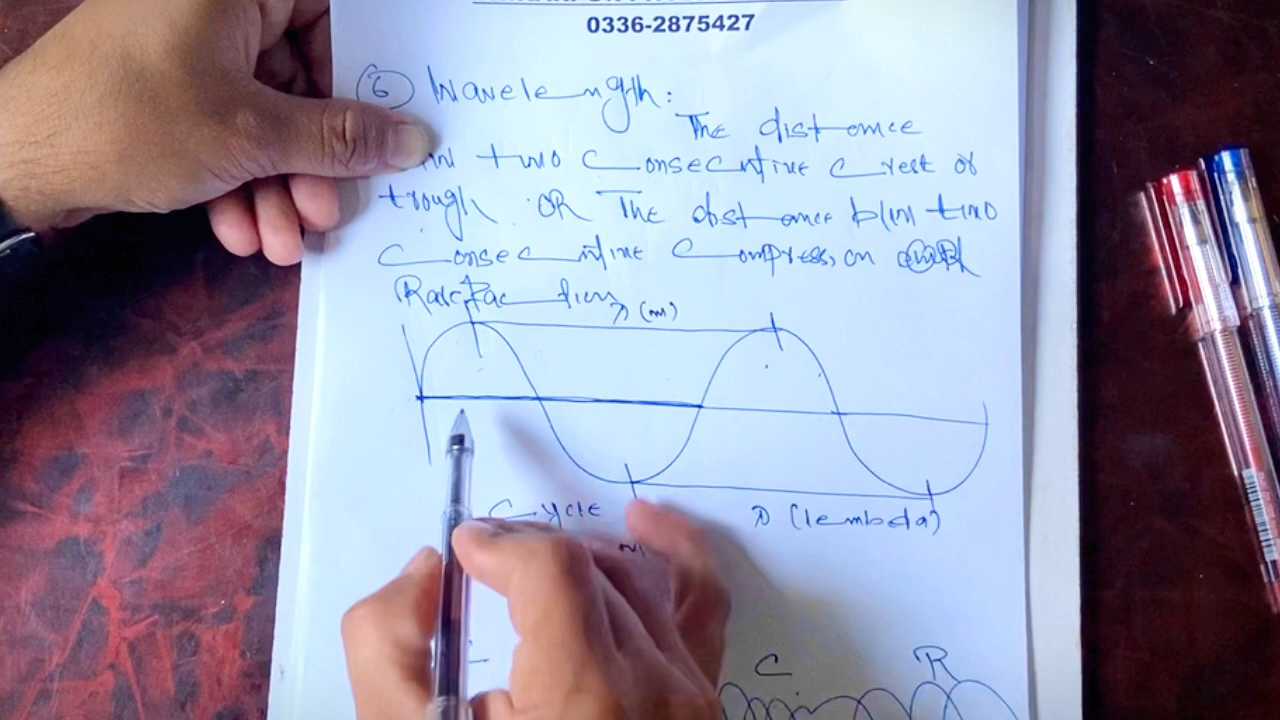 0336-2875427
6 Wavelength:
The distance
two consecutive crest or
trough OR The distance b/w two
consecutive compression
Rarefaction
λ (m)
Cycle
λ (lembda)
C R